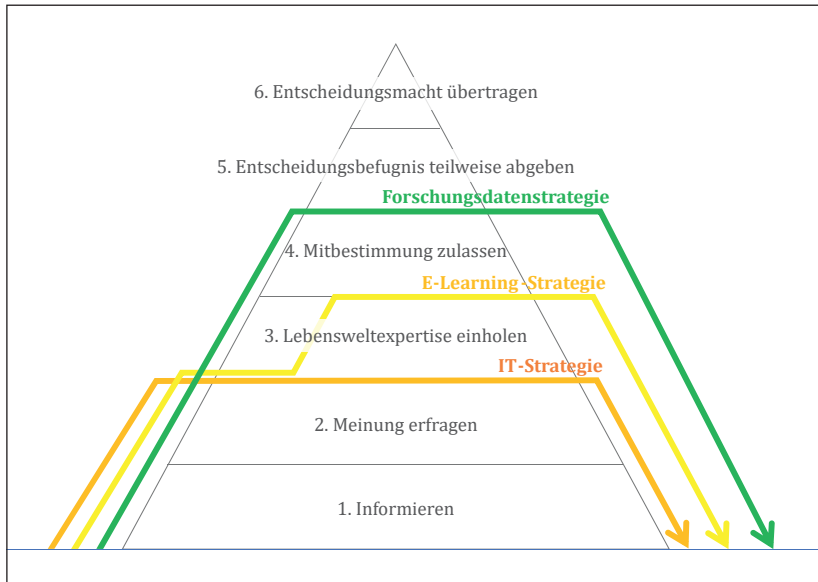 6. Entscheidungsmacht übertragen
5. Entscheidungsbefugnis teilweise abgeben
Forschungsdatenstrategie
4. Mitbestimmung zulassen
E-Learning-Strategie
3. Lebensweltexpertise einholen
IT-Strategie
2. Meinung erfragen
1. Informieren